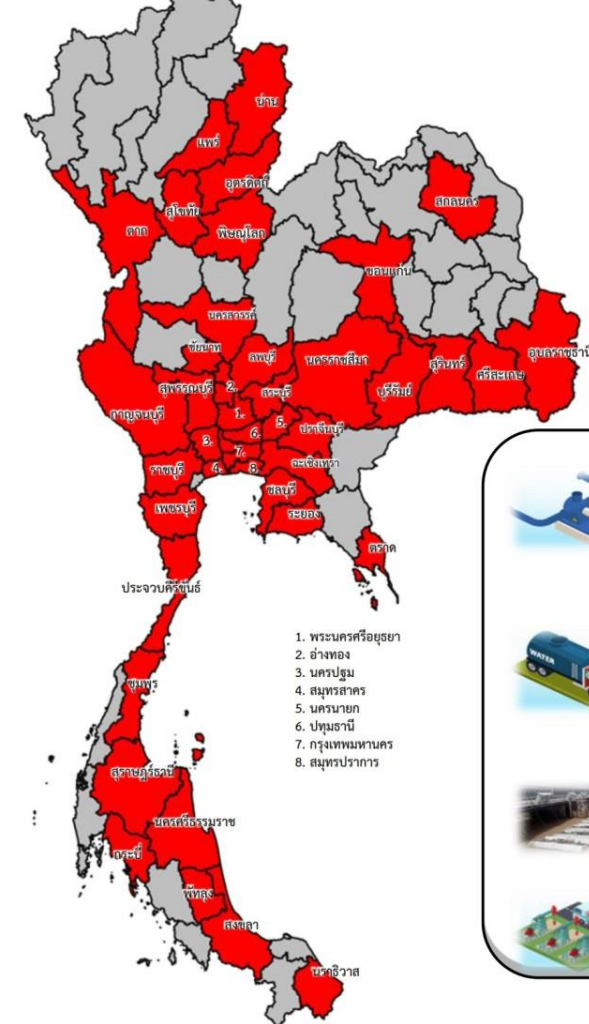 น่าน
แพร่
อุตรดิตถ์
สกลนคร
สุโขทัย
ตาก
พิษณุโลก
ขอนแก่น
นครสวรรค์
ชัยนาท
ลพบุรี
นครราชสีมา
อุบลราชธานี
สุรินทร์
ศรีสะเกษ
บุรีรัมย์
สุพรรณบุรี
2.
สระบุรี
กาญจนบุรี
1.
5.
ปราจีนบุรี
6.
3.
7.
ฉะเชิงเทรา
ราชบุรี
4.
8.
ชลบุรี
เพชรบุรี
ระยอง
ตราด
ประจวบคีรีขันธ์
1. พระนครศรีอยุธยา
2. อ่างทอง
3. นครปฐม
4. สมุทรสาคร
5. นครนายก
6. ปทุมธานี
7. กรุงเทพมหานคร
8. สมุทรปราการ
WATER
ชุมพร
สุราษฎร์ธานี
นครศรีธรรมราช
กระบี่
พัทลุง
สงขลา
นราธิวาส